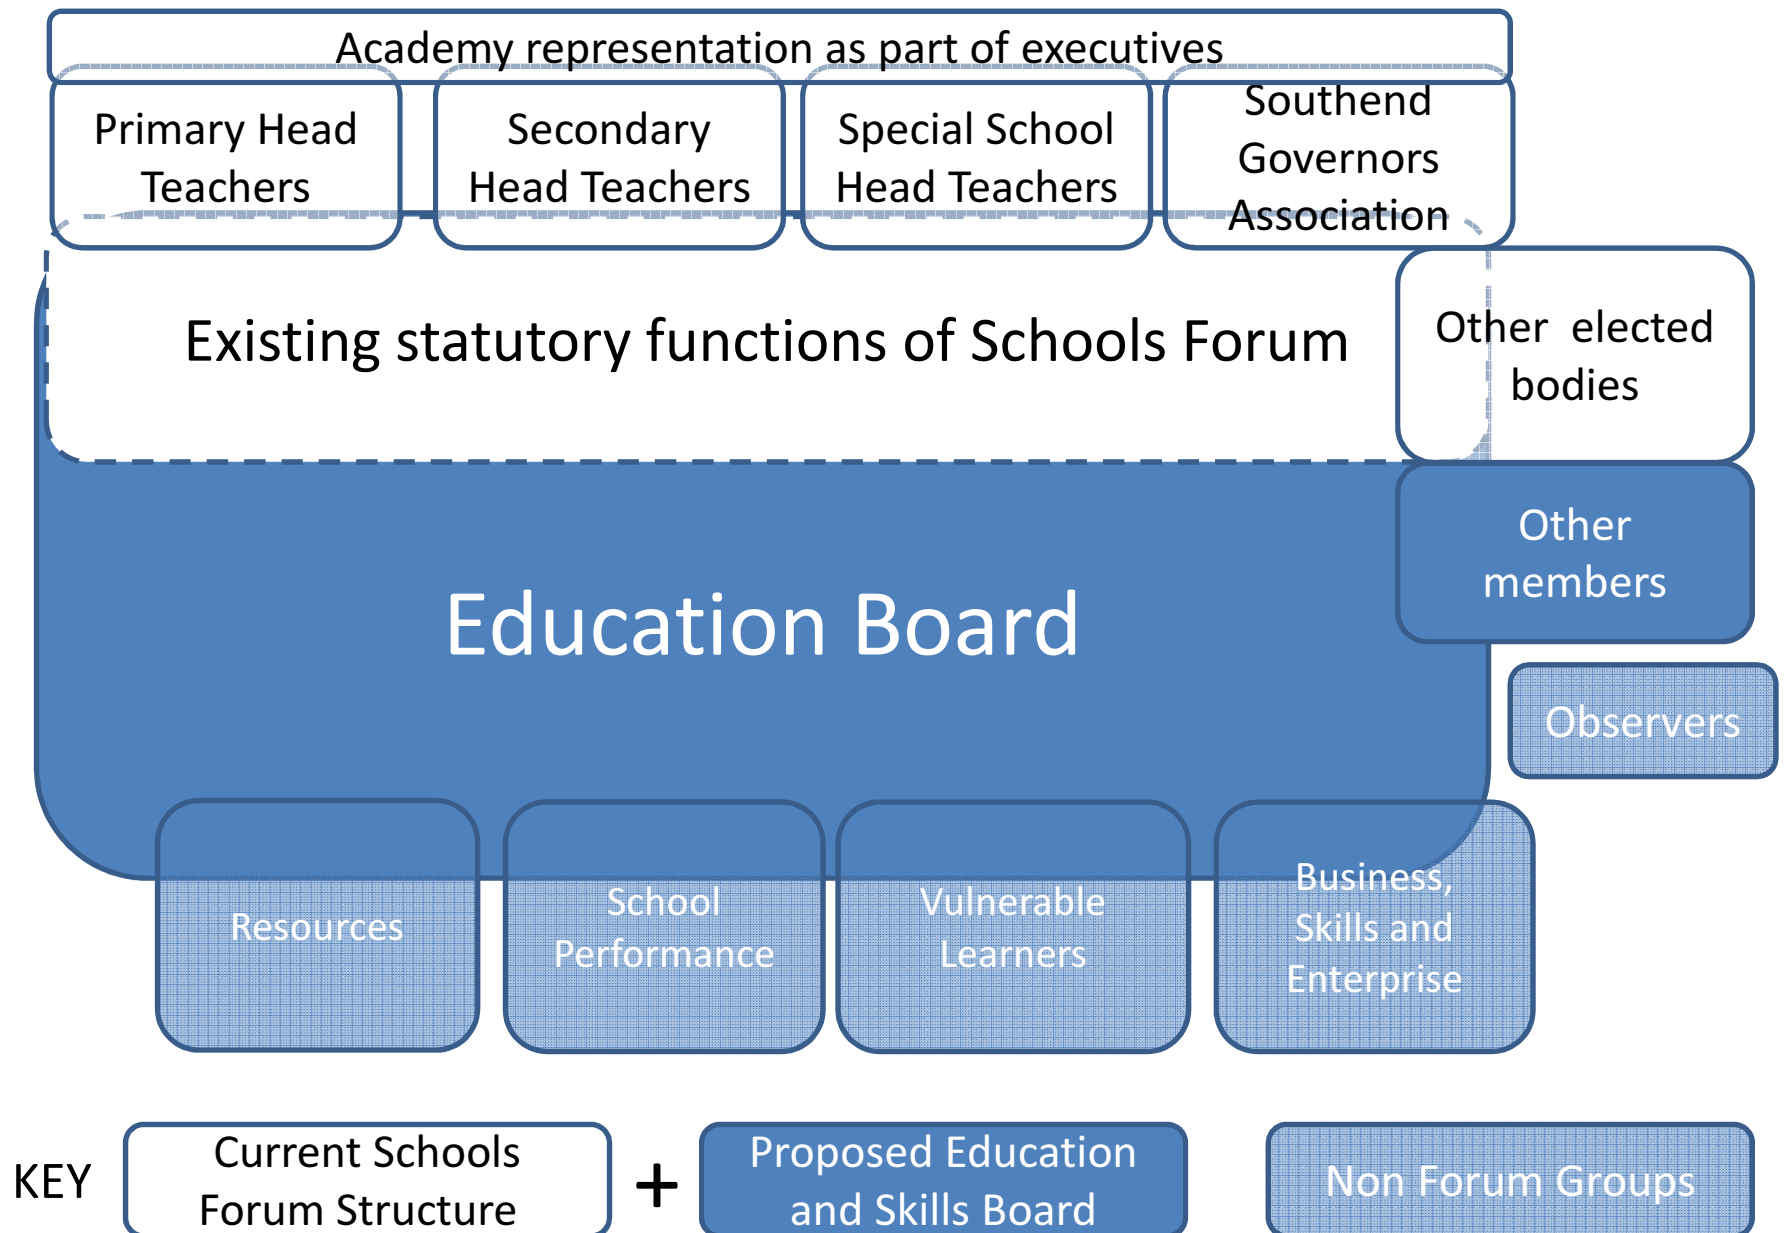 Academy representation as part of executives
Primary Head
Teachers
Secondary
Head Teachers
Special School
Head Teachers
Southend
Governors
Association
Existing statutory functions of Schools Forum
Other elected
bodies
Other
members
Education Board
Observers
Resources
School
Performance
Vulnerable
Learners
Business,
Skills and
Enterprise
KEY
Current Schools
Forum Structure
+
Proposed Education
and Skills Board
Non Forum Groups